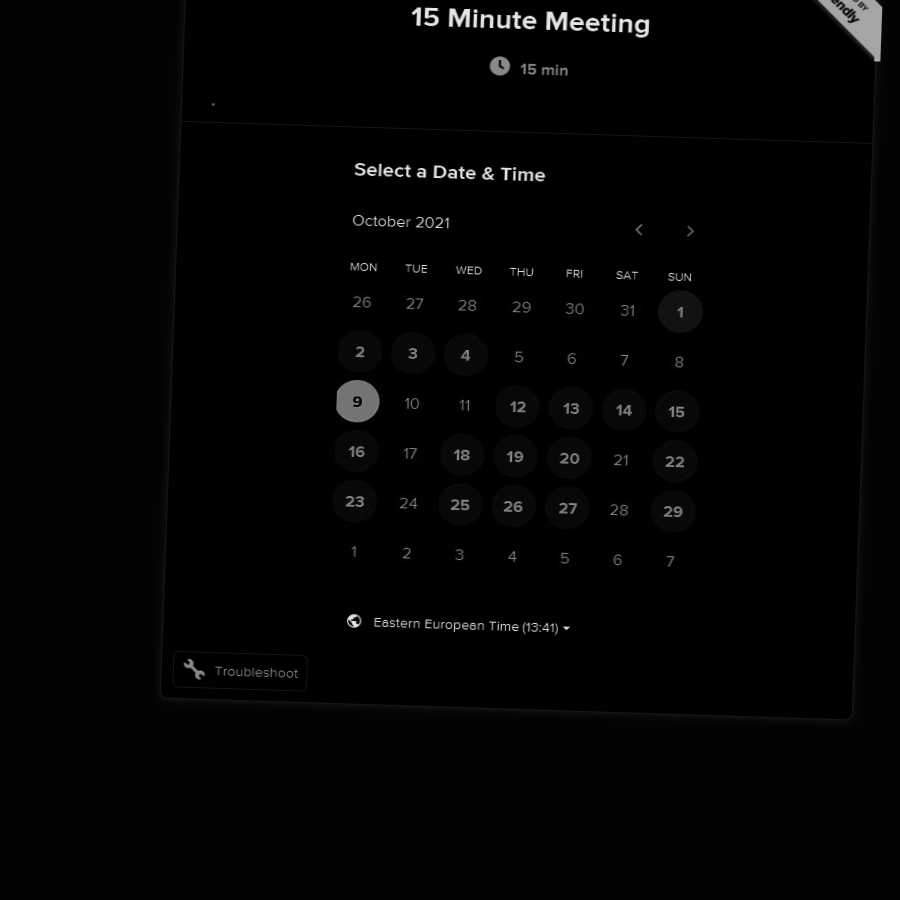 15 Minute Meeting
BY
endly
15 min
Select a Date & Time
October 2021
MON TUE WED THU FRI SAT SUN
26 27 28 29 30 31 1
2 3 4 5 6 7 8
9 10 11 12 13 14 15
16 17 18 19 20 21 22
23 24 25 26 27 28 29
1 2 3 4 5 6 7
Eastern European Time (13:41)
Troubleshoot